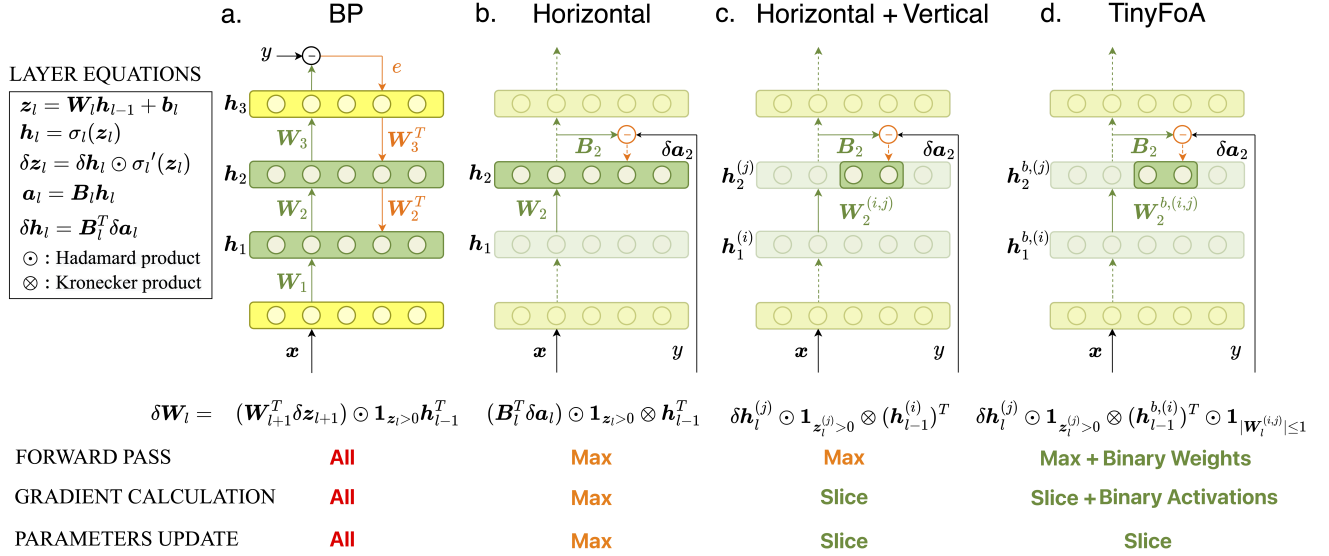 a. BP
b. Horizontal
c. Horizontal + Vertical
d. TinyFoA
LAYER EQUATIONS
z_l = W_l h_{l-1} + b_l
h_l = σ_l(z_l)
δz_l = δh_l ⊙ σ_l'(z_l)
a_l = B_l h_l
δh_l = B_l^T δa_l
⊙ : Hadamard product
⊗ : Kronecker product
y
−
e
h_3
W_3
W_3^T
h_2
W_2
W_2^T
h_1
W_1
x
−
B_2
δa_2
h_2
W_2
h_1
x
y
−
B_2
δa_2
h_2^{(j)}
W_2^{(i,j)}
h_1^{(i)}
x
y
−
B_2
δa_2
h_2^{b,(j)}
W_2^{b,(i,j)}
h_1^{b,(i)}
x
y
δW_l = (W_{l+1}^T δz_{l+1}) ⊙ 1_{z_l>0} h_{l-1}^T
(B_l^T δa_l) ⊙ 1_{z_l>0} ⊗ h_{l-1}^T
δh_l^{(j)} ⊙ 1_{z_l^{(j)}>0} ⊗ (h_{l-1}^{(i)})^T
δh_l^{(j)} ⊙ 1_{z_l^{(j)}>0} ⊗ (h_{l-1}^{b,(i)})^T ⊙ 1_{|W_l^{(i,j)}|≤1}
FORWARD PASS All Max Max Max + Binary Weights
GRADIENT CALCULATION All Max Slice Slice + Binary Activations
PARAMETERS UPDATE All Max Slice Slice